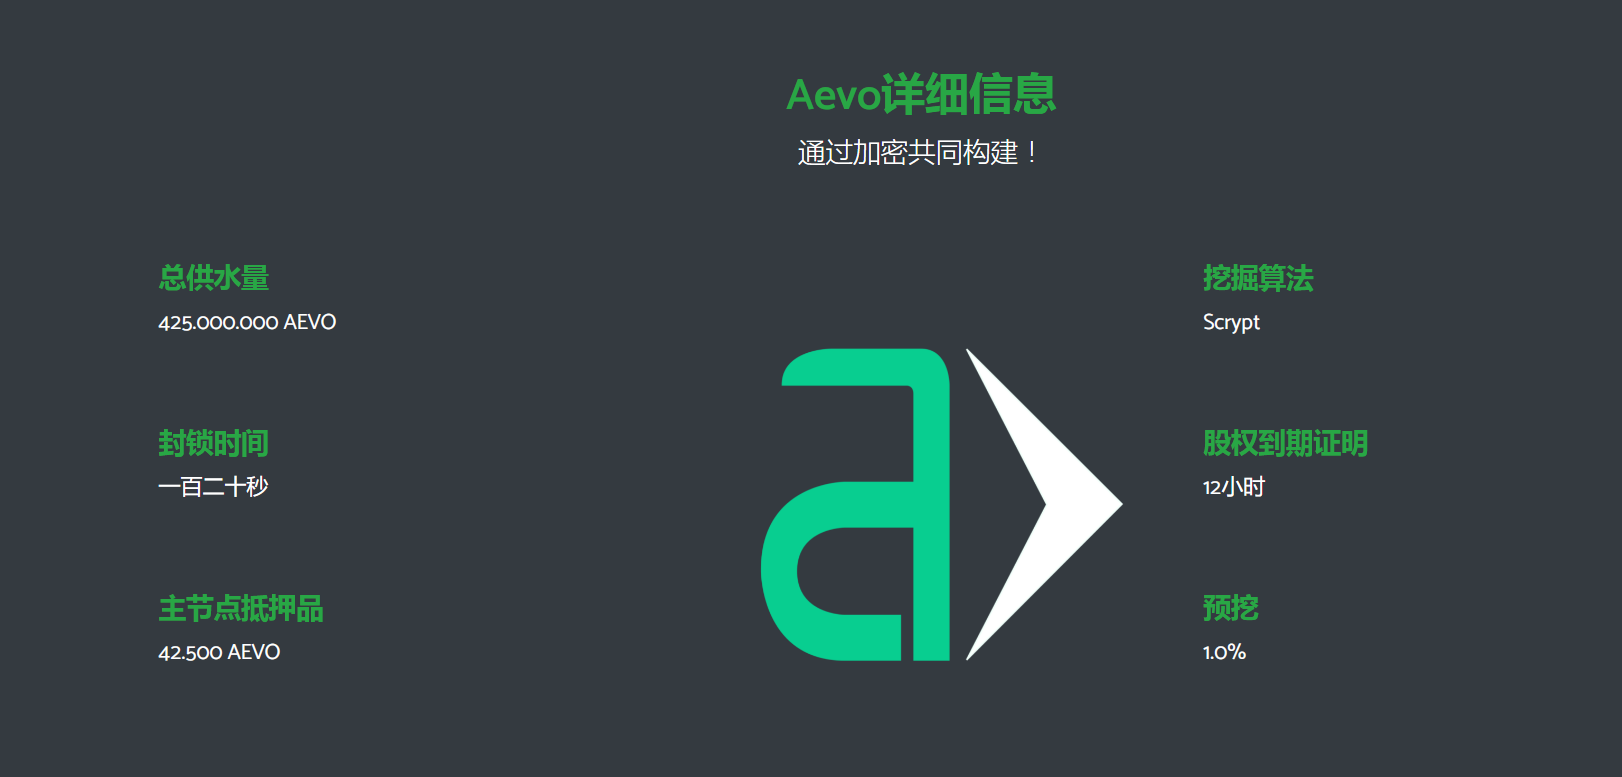 Aevo详细信息
通过加密共同构建！
总供水量
425.000.000 AEVO
封锁时间
一百二十秒
主节点抵押品
42.500 AEVO
挖掘算法
Scrypt
股权到期证明
12小时
预挖
1.0%